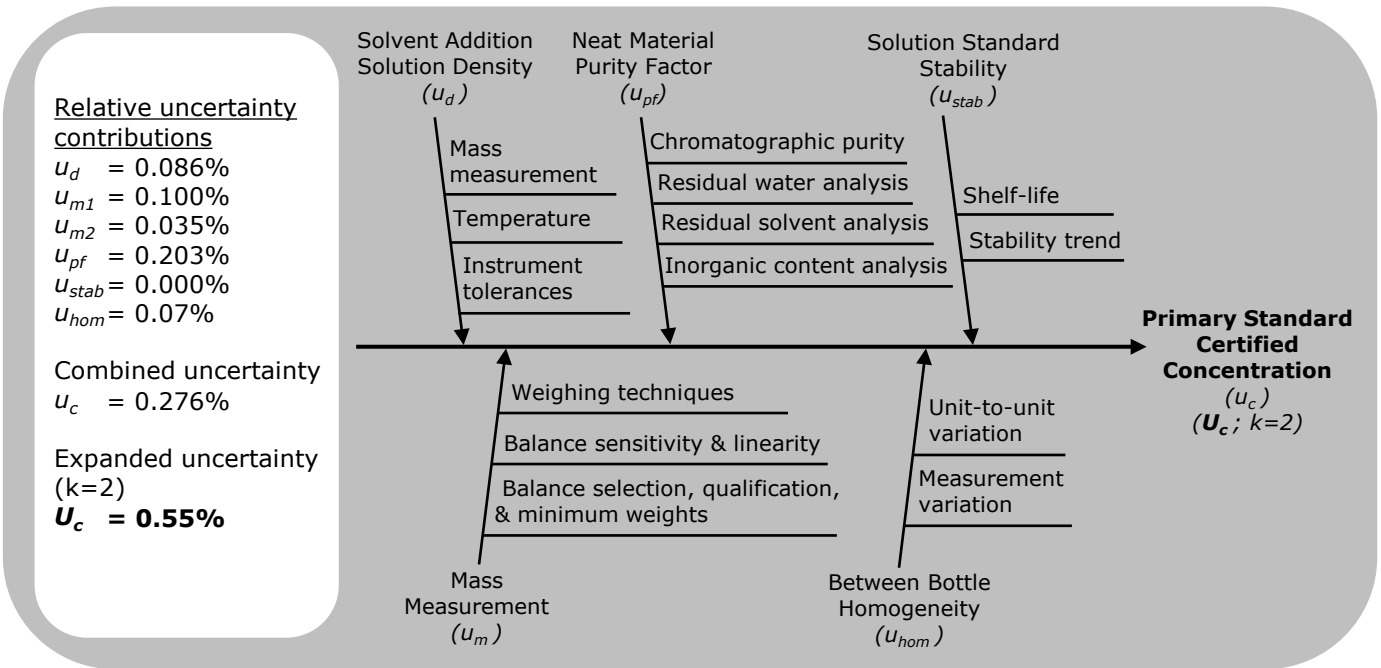 Relative uncertainty
contributions
u_d = 0.086%
u_m1 = 0.100%
u_m2 = 0.035%
u_pf = 0.203%
u_stab = 0.000%
u_hom = 0.07%
Combined uncertainty
u_c = 0.276%
Expanded uncertainty
(k=2)
U_c = 0.55%
Solvent Addition
Solution Density
(u_d)
Mass
measurement
Temperature
Instrument
tolerances
Neat Material
Purity Factor
(u_pf)
Chromatographic purity
Residual water analysis
Residual solvent analysis
Inorganic content analysis
Solution Standard
Stability
(u_stab)
Shelf-life
Stability trend
Weighing techniques
Balance sensitivity & linearity
Balance selection, qualification,
& minimum weights
Mass
Measurement
(u_m)
Unit-to-unit
variation
Measurement
variation
Between Bottle
Homogeneity
(u_hom)
Primary Standard
Certified
Concentration
(u_c)
(U_c; k=2)